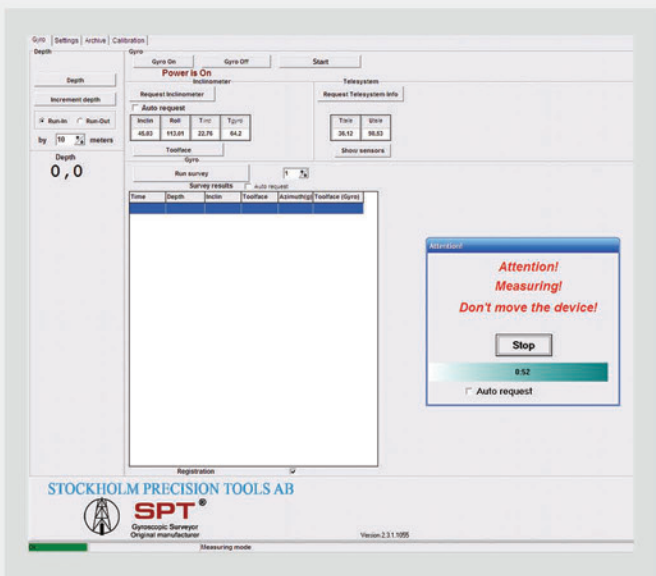 Gyro Settings Archive Calibration
Depth
Depth
Increment depth
Run-In Run-Out
by 10 meters
Depth
0,0
Gyro
Gyro On Gyro Off Start
Power is On
Inclinometer
Request Inclinometer
Auto request
Inclin Roll Tinc Tgyro
45,03 113,01 22,76 64,2
Toolface
Telesystem
Request Telesystem info
Ttele Utele
36,12 50,53
Show sensors
Gyro
Run survey 1
Survey results Auto request
Time Depth Inclin Toolface Azimuth(g) Toolface (Gyro)
Attention!
Attention!
Measuring!
Don't move the device!
Stop
8:52
Auto request
Registration
STOCKHOLM PRECISION TOOLS AB
SPT®
Gyroscopic Surveyor
Original manufacturer
Version 2.3.1.1055
Measuring mode